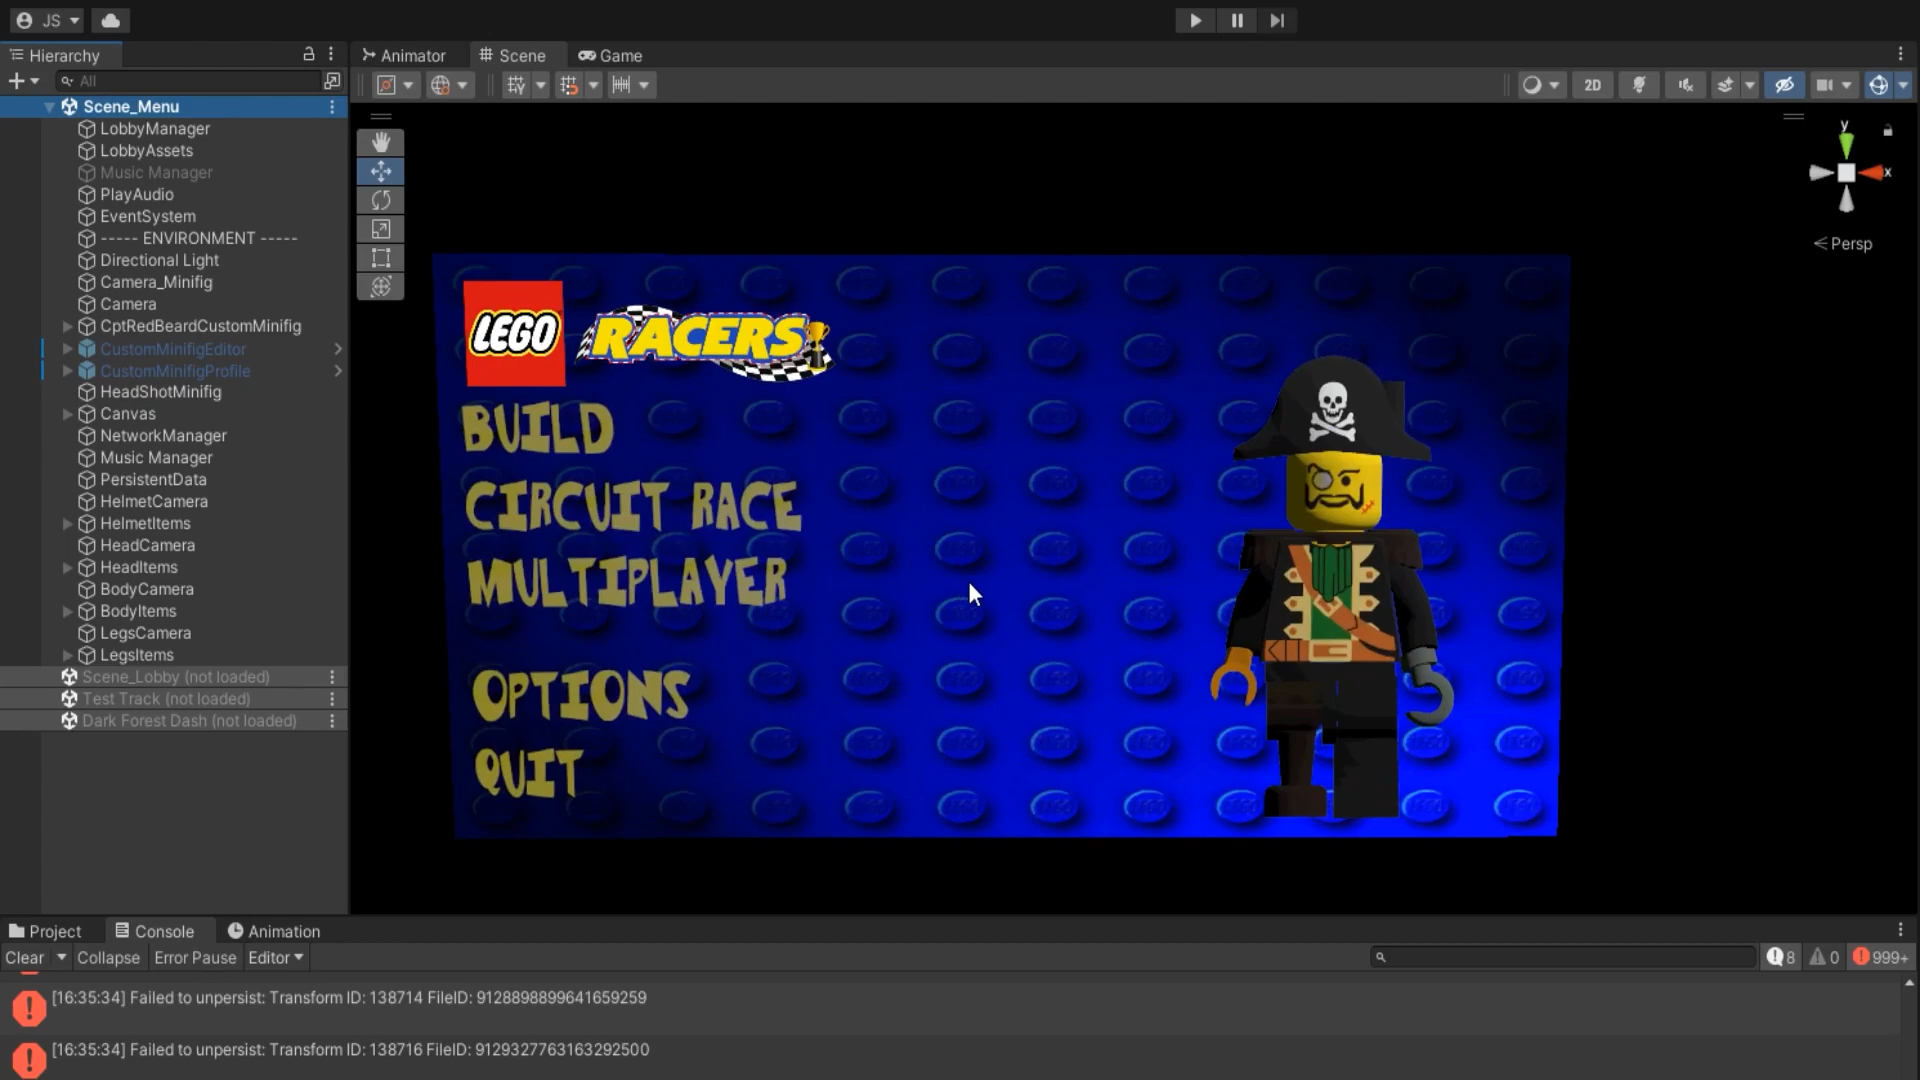 JS
Hierarchy
All
Scene_Menu
LobbyManager
LobbyAssets
Music Manager
PlayAudio
EventSystem
----- ENVIRONMENT -----
Directional Light
Camera_Minifig
Camera
CptRedBeardCustomMinifig
CustomMinifigEditor
CustomMinifigProfile
HeadShotMinifig
Canvas
NetworkManager
Music Manager
PersistentData
HelmetCamera
HelmetItems
HeadCamera
HeadItems
BodyCamera
BodyItems
LegsCamera
LegsItems
Scene_Lobby (not loaded)
Test Track (not loaded)
Dark Forest Dash (not loaded)
Animator
Scene
Game
2D
y
x
Persp
LEGO
RACERS
BUILD
CIRCUIT RACE
MULTIPLAYER
OPTIONS
QUIT
Project
Console
Animation
Clear
Collapse
Error Pause
Editor
8
0
999+
[16:35:34] Failed to unpersist: Transform ID: 138714 FileID: 9128898899641659259
[16:35:34] Failed to unpersist: Transform ID: 138716 FileID: 9129327763163292500